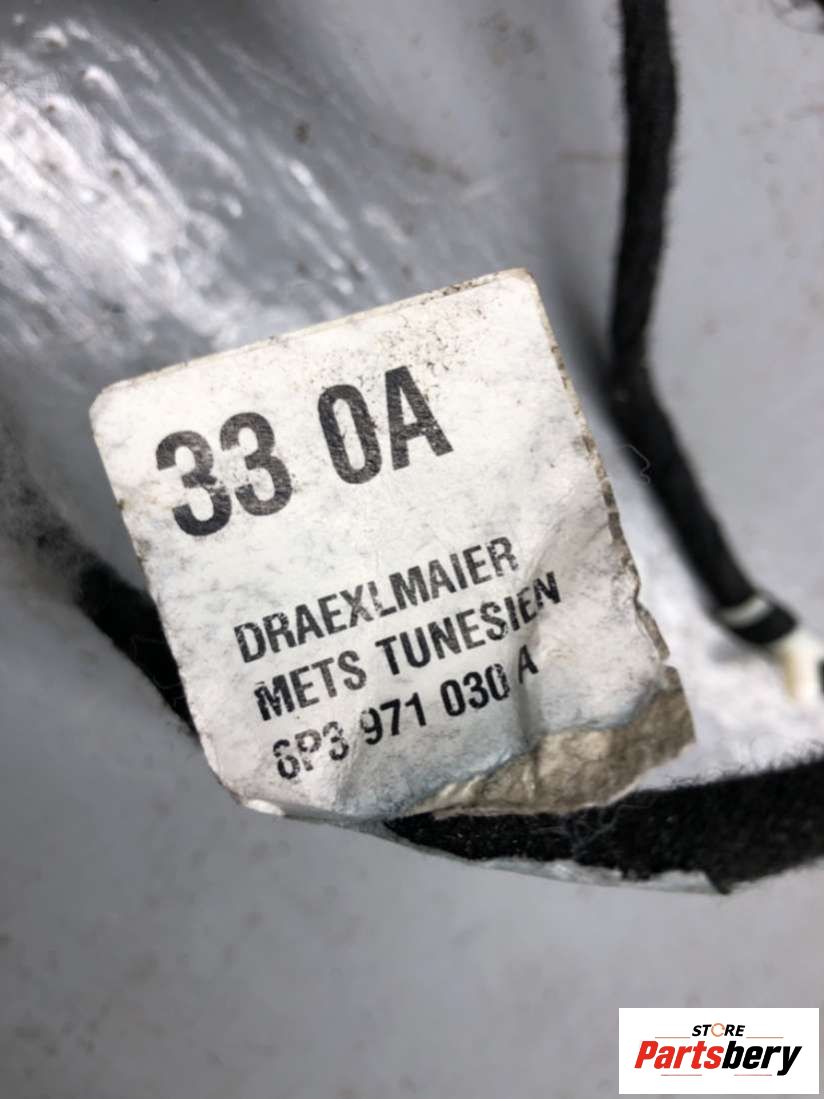 33 0A
DRAEXLMAIER
METS TUNESIEN
6P3 971 030 A
STORE
Partsbery